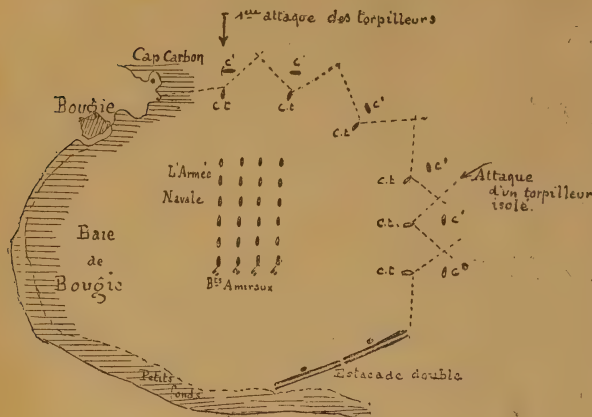 1ère attaque des torpilleurs
Cap Carbon
c'
c'
Bougie
c.t
c.t
c'
c.t
L'Armée
Navale
c.t
c'
Attaque
d'un torpilleur
isolé.
Baie
de
Bougie
c.t.
c'
c.t
c'
Bts Amiraux
Petits
fonds
Estacade double